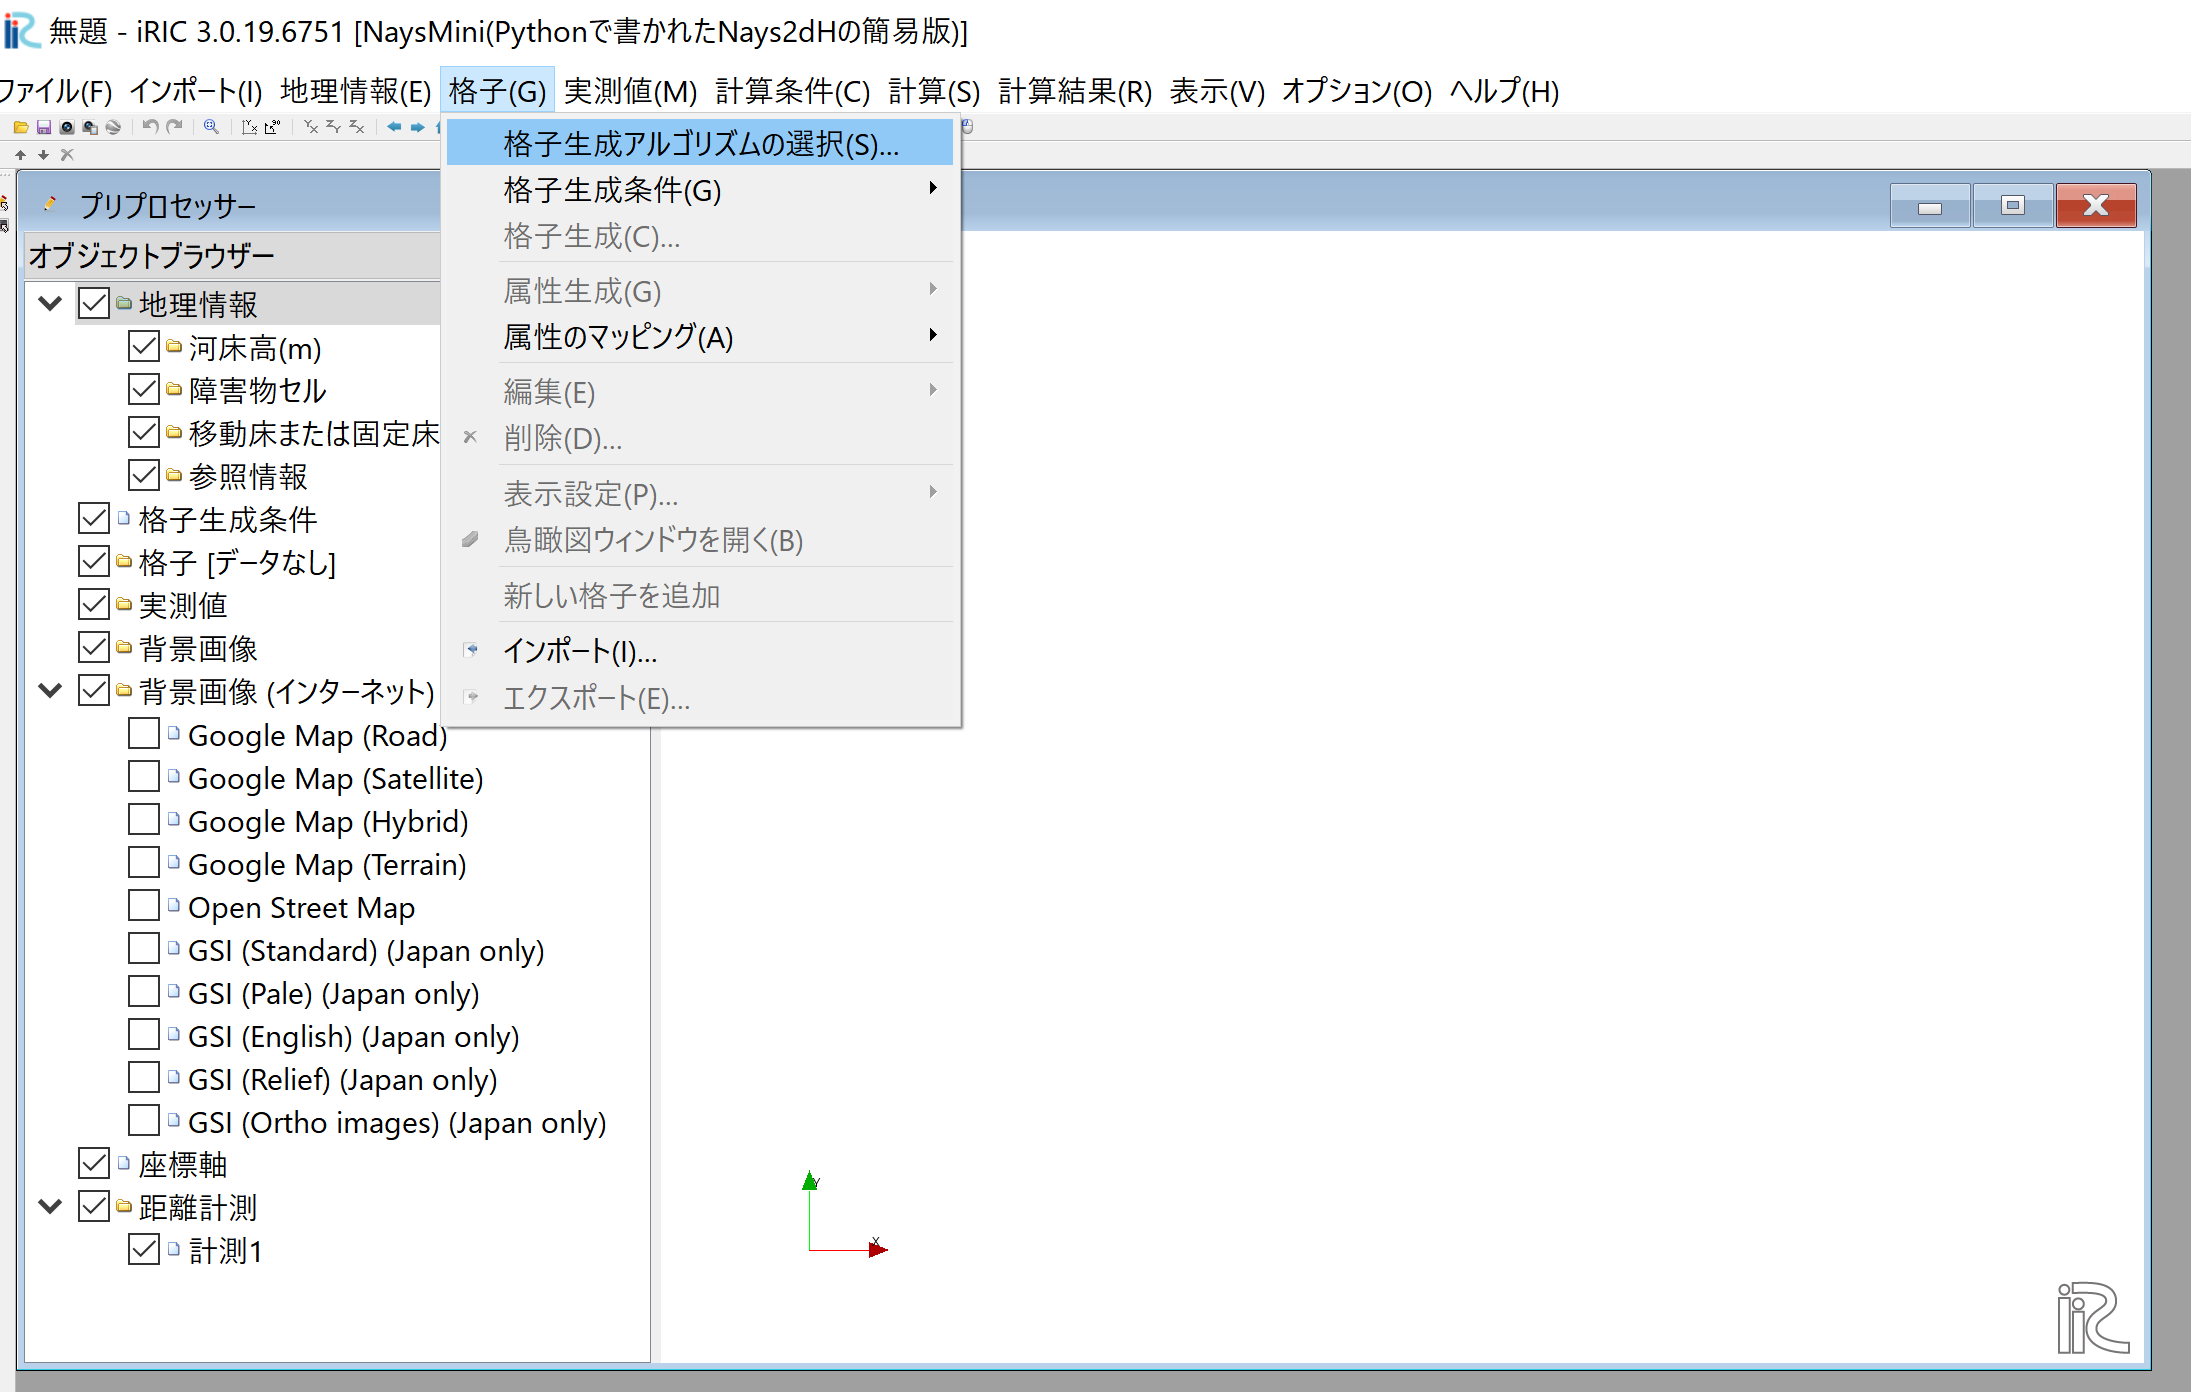 無題 - iRIC 3.0.19.6751 [NaysMini(Pythonで書かれたNays2dHの簡易版)]
ファイル(F) インポート(I) 地理情報(E) 格子(G) 実測値(M) 計算条件(C) 計算(S) 計算結果(R) 表示(V) オプション(O) ヘルプ(H)
格子生成アルゴリズムの選択(S)...
格子生成条件(G)
格子生成(C)...
属性生成(G)
属性のマッピング(A)
編集(E)
削除(D)...
表示設定(P)...
鳥瞰図ウィンドウを開く(B)
新しい格子を追加
インポート(I)...
エクスポート(E)...
プリプロセッサー
オブジェクトブラウザー
地理情報
河床高(m)
障害物セル
移動床または固定床
参照情報
格子生成条件
格子 [データなし]
実測値
背景画像
背景画像 (インターネット)
Google Map (Road)
Google Map (Satellite)
Google Map (Hybrid)
Google Map (Terrain)
Open Street Map
GSI (Standard) (Japan only)
GSI (Pale) (Japan only)
GSI (English) (Japan only)
GSI (Relief) (Japan only)
GSI (Ortho images) (Japan only)
座標軸
距離計測
計測1
Y
X
iRIC